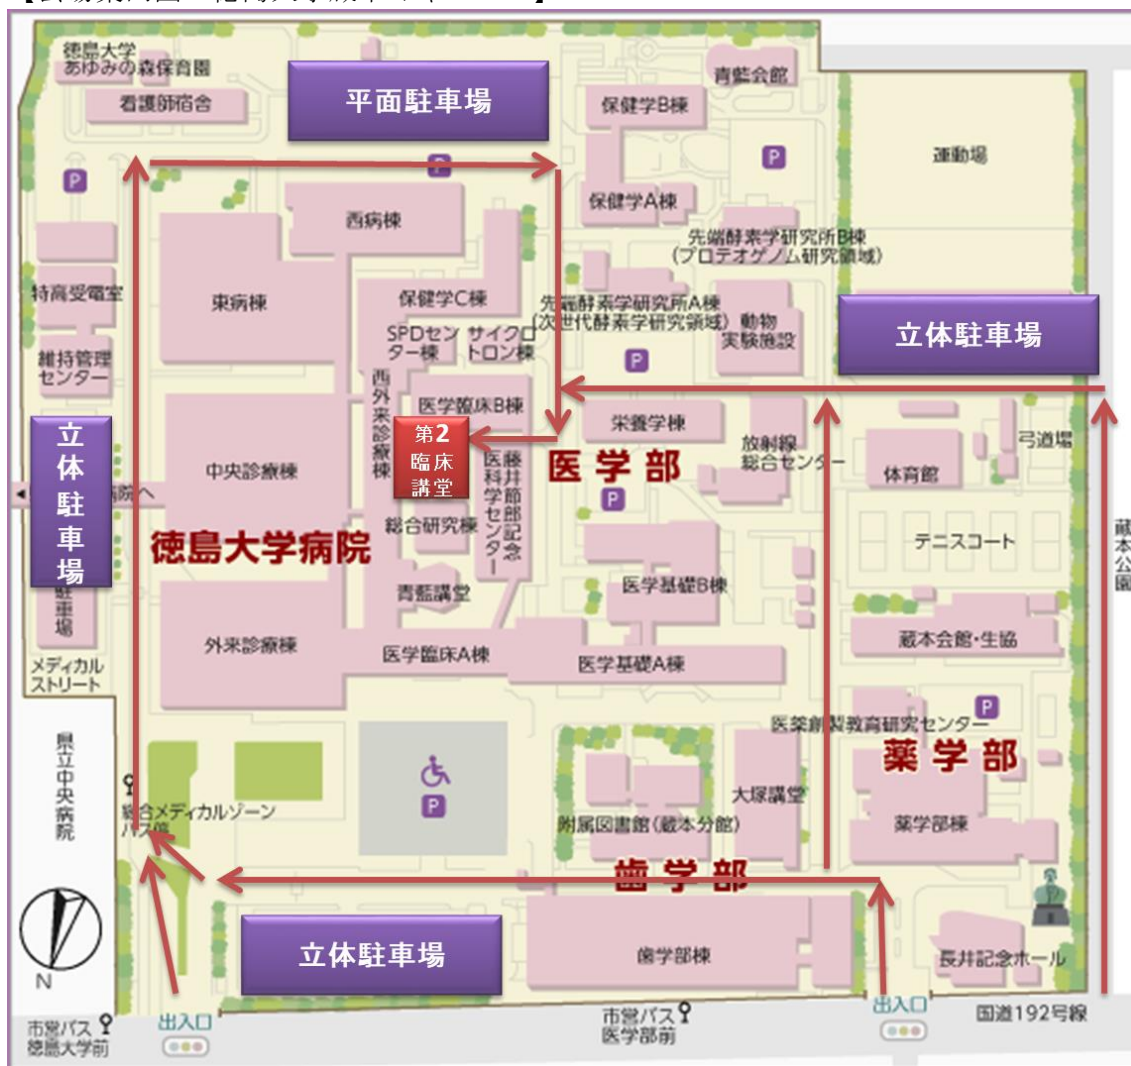 徳島大学
あゆみの森保育園
看護師宿舎
平面駐車場
青藍会館
保健学B棟
P
P
P
運動場
保健学A棟
西病棟
先端酵素学研究所B棟
(プロテオゲノム研究領域)
特高受電室
東病棟
保健学C棟
先端酵素学研究所A棟
(次世代酵素学研究領域)
動物
実験施設
立体駐車場
SPDセン
ター棟
サイクロ
トロン棟
維持管理
センター
P
西外来診療棟
医学臨床B棟
第2
臨床
講堂
栄養学棟
医学部
放射線
総合センター
弓道場
体育館
立体駐車場
中央診療棟
病院へ
藤井節郎記念
医科学センター
P
総合研究棟
徳島大学病院
テニスコート
蔵本公園
駐車場
青藍講堂
医学基礎B棟
外来診療棟
医学臨床A棟
医学基礎A棟
蔵本会館・生協
メディカル
ストリート
県立中央病院
P
医薬創製教育研究センター
薬学部
P
大塚講堂
総合メディカルゾーン
バス停
附属図書館(蔵本分館)
薬学部棟
歯学部
N
立体駐車場
歯学部棟
長井記念ホール
市営バス
徳島大学前
出入口
市営バス
医学部前
出入口
国道192号線